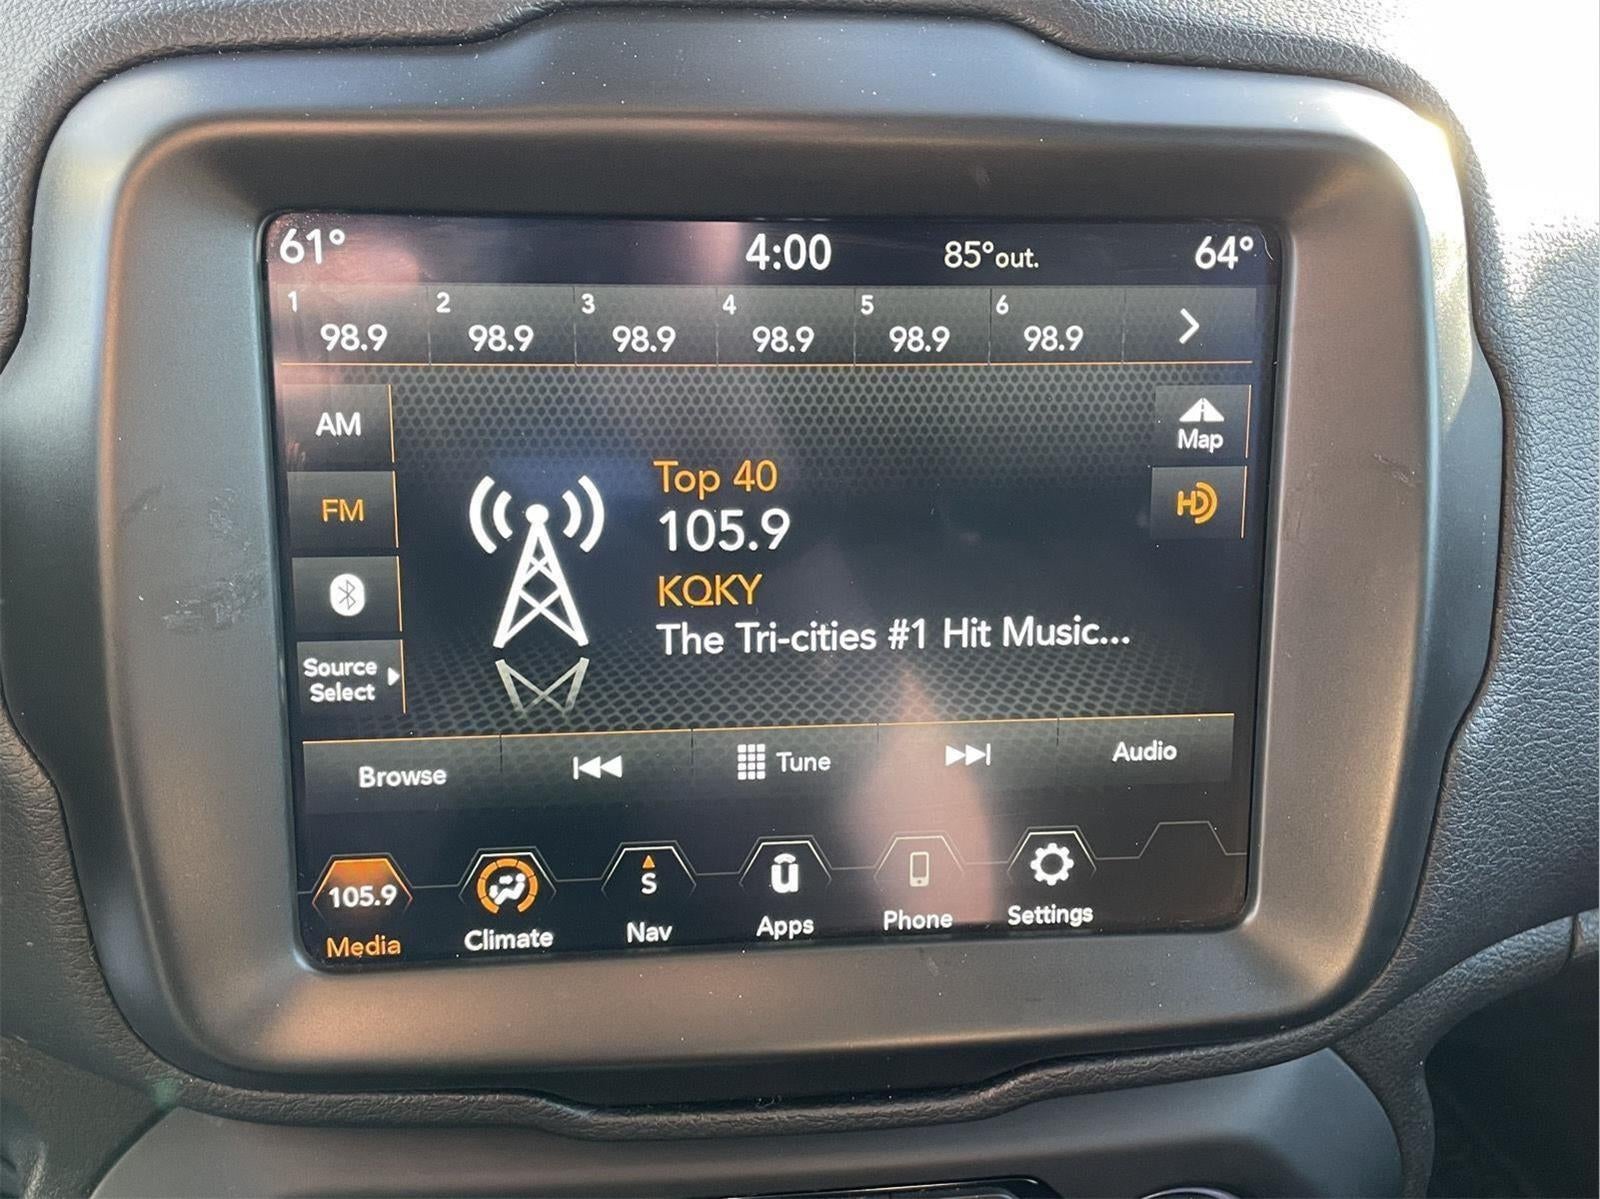 61° 4:00 85°out. 64°
1 2 3 4 5 6
98.9 98.9 98.9 98.9 98.9 98.9
AM
FM
Source
Select
Top 40
105.9
KQKY
The Tri-cities #1 Hit Music...
Map
HD
Browse Tune Audio
105.9 S û
Media Climate Nav Apps Phone Settings